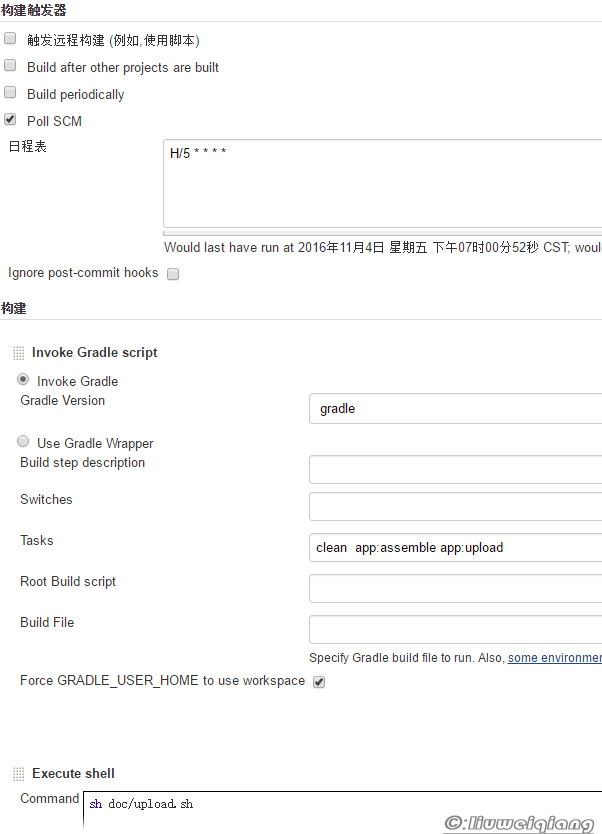 构建触发器
触发远程构建 (例如,使用脚本)
Build after other projects are built
Build periodically
Poll SCM
日程表
H/5 * * * *
Would last have run at 2016年11月4日 星期五 下午07时00分52秒 CST; woul
Ignore post-commit hooks
构建
Invoke Gradle script
Invoke Gradle
Gradle Version
gradle
Use Gradle Wrapper
Build step description
Switches
Tasks
clean  app:assemble app:upload
Root Build script
Build File
Specify Gradle build file to run. Also, some environmen
Force GRADLE_USER_HOME to use workspace
Execute shell
Command
sh doc/upload.sh
©:liuweiqiang